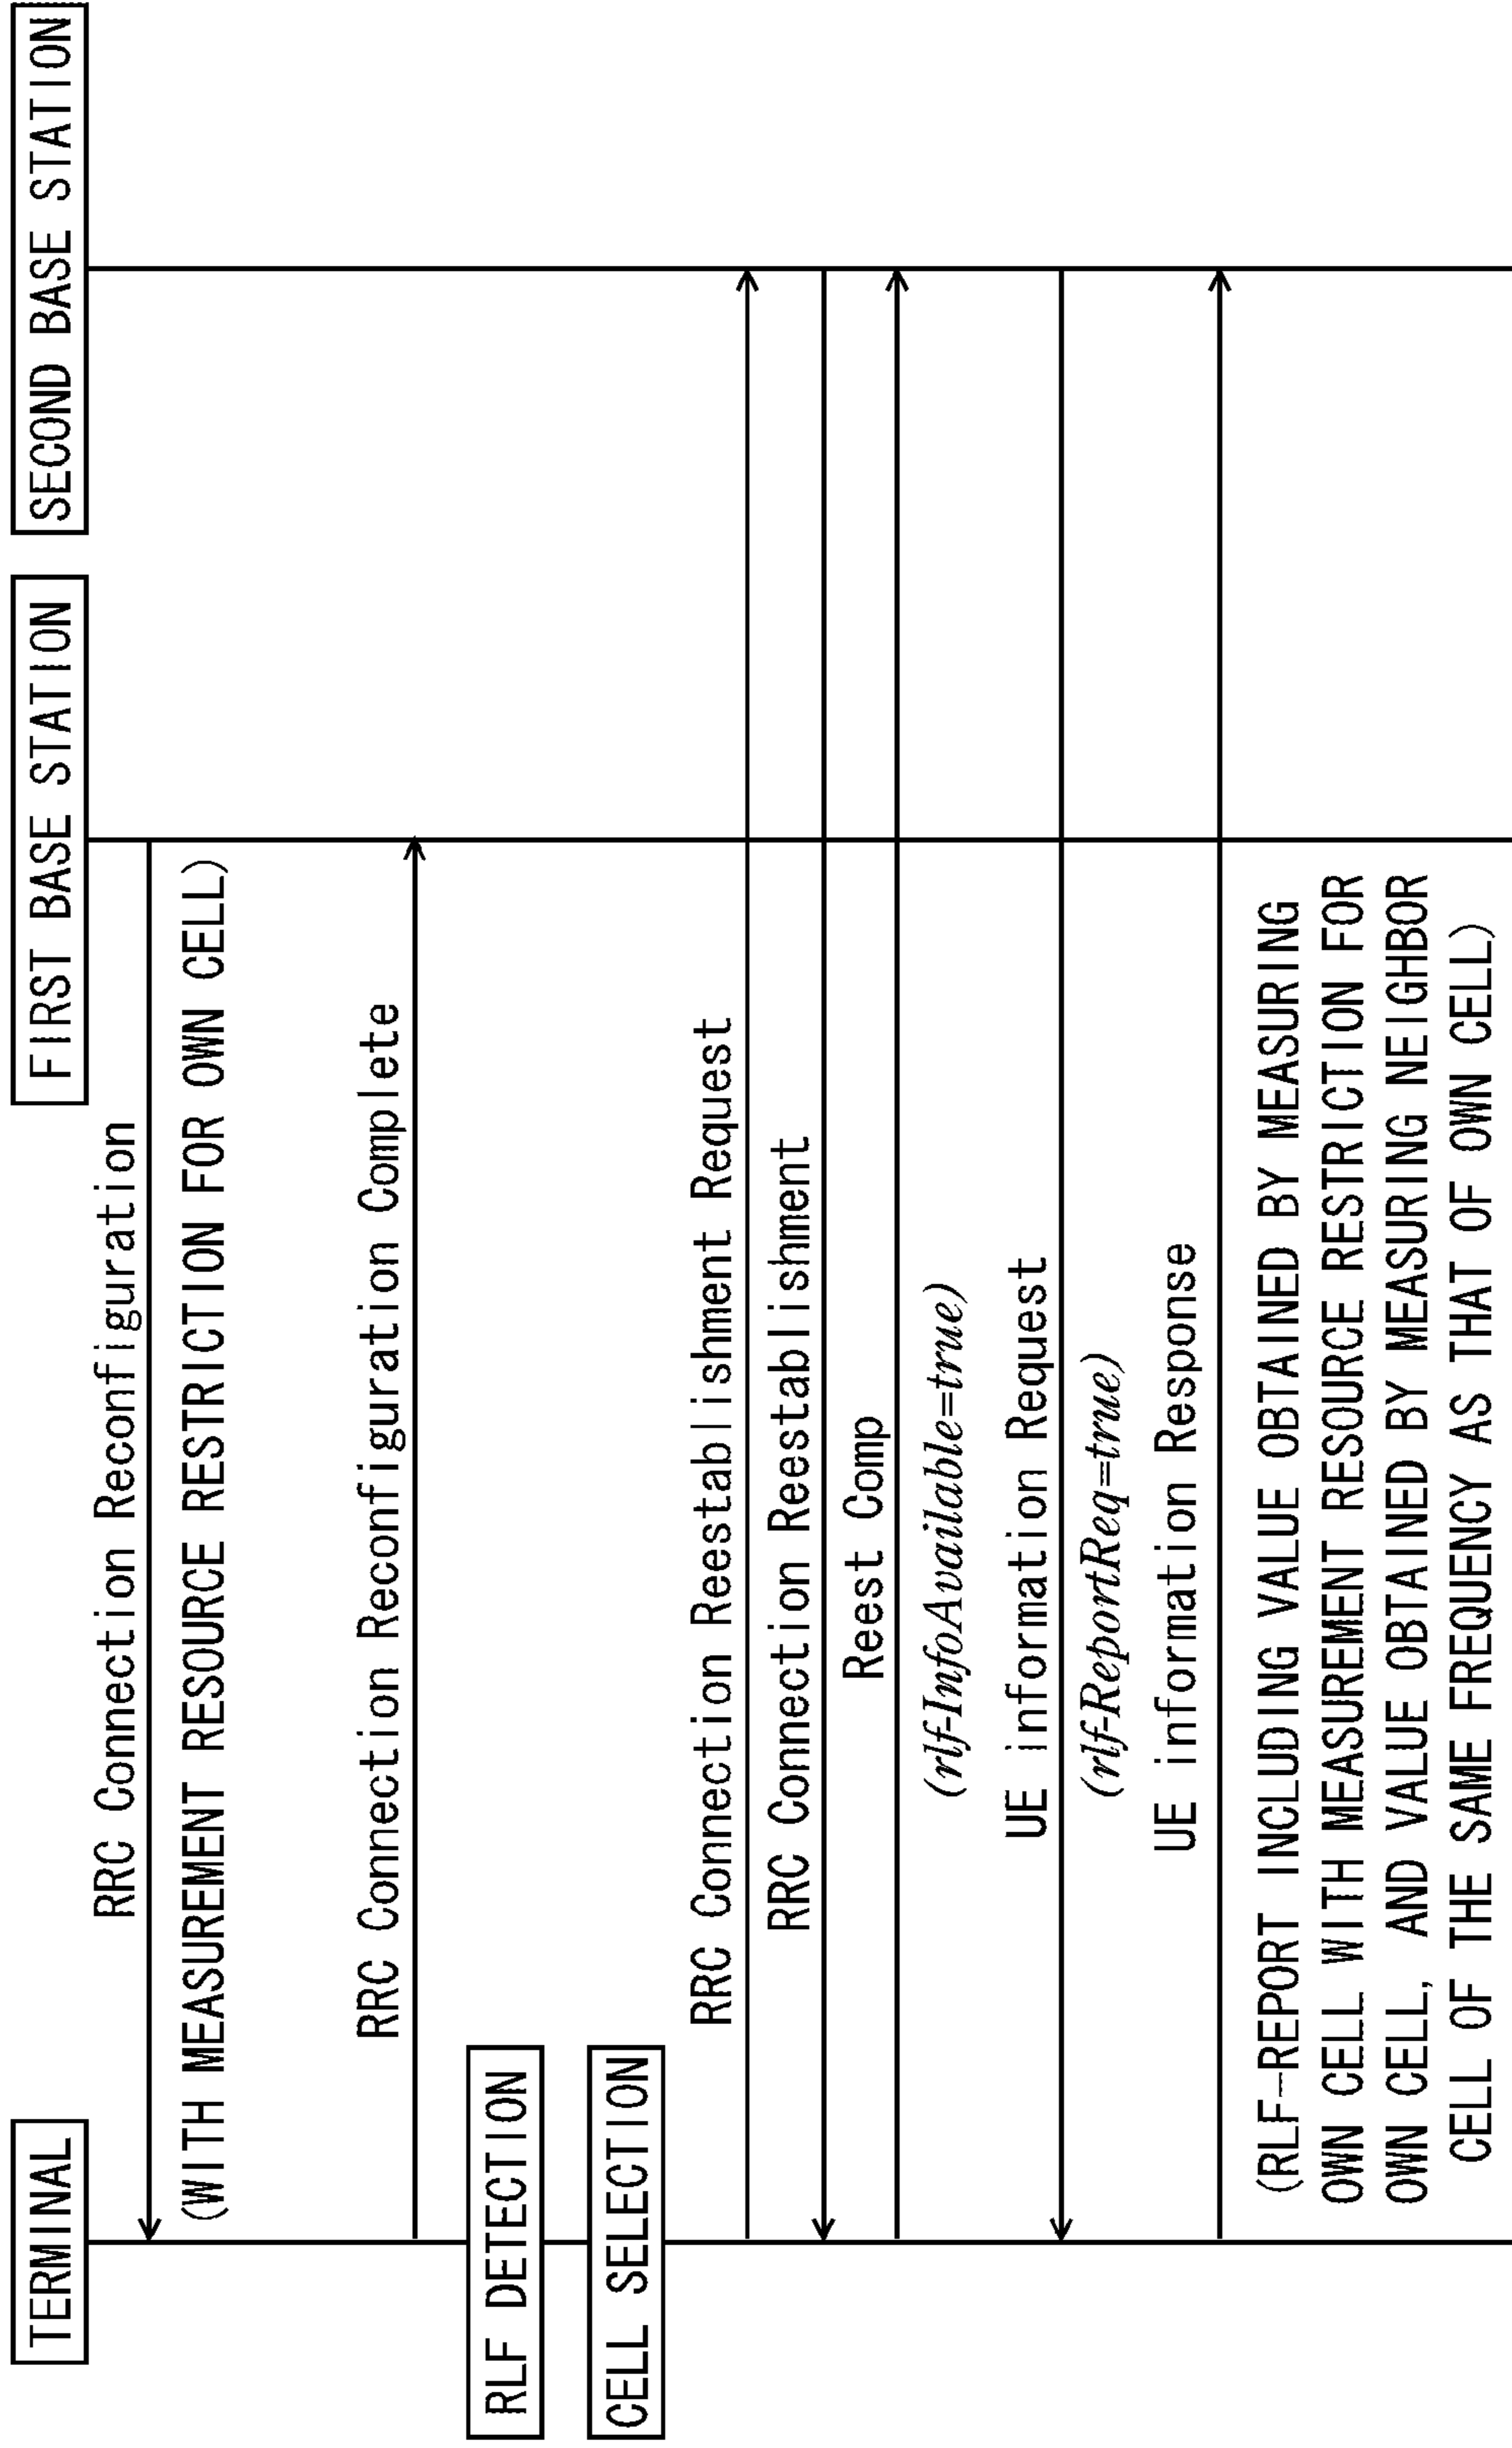 TERMINAL
FIRST BASE STATION
SECOND BASE STATION
RRC Connection Reconfiguration
(WITH MEASUREMENT RESOURCE RESTRICTION FOR OWN CELL)
RRC Connection Reconfiguration Complete
RLF DETECTION
CELL SELECTION
RRC Connection Reestablishment Request
RRC Connection Reestablishment
Reest Comp
(rlf-InfoAvailable=true)
UE information Request
(rlf-ReportReq=true)
UE information Response
(RLF-REPORT INCLUDING VALUE OBTAINED BY MEASURING
OWN CELL WITH MEASUREMENT RESOURCE RESTRICTION FOR
OWN CELL, AND VALUE OBTAINED BY MEASURING NEIGHBOR
CELL OF THE SAME FREQUENCY AS THAT OF OWN CELL)